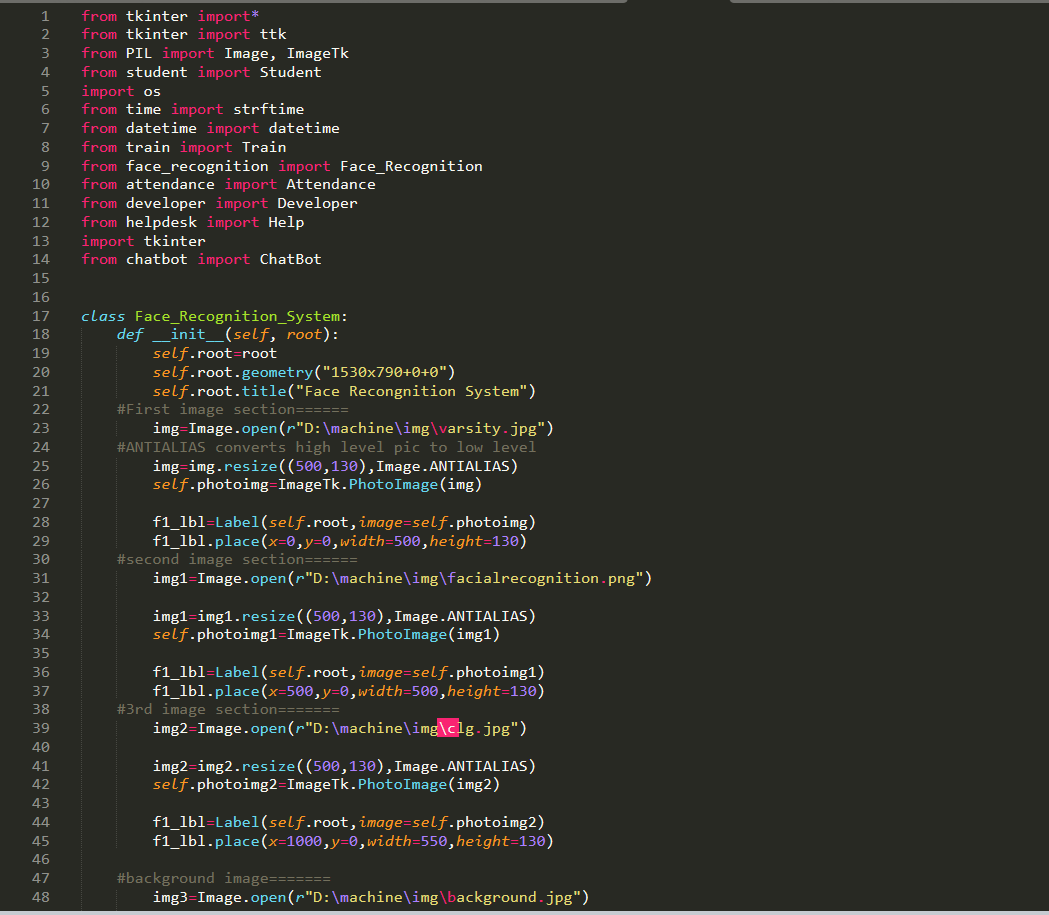 1 from tkinter import*
2 from tkinter import ttk
3 from PIL import Image, ImageTk
4 from student import Student
5 import os
6 from time import strftime
7 from datetime import datetime
8 from train import Train
9 from face_recognition import Face_Recognition
10 from attendance import Attendance
11 from developer import Developer
12 from helpdesk import Help
13 import tkinter
14 from chatbot import ChatBot
15
16
17 class Face_Recognition_System:
18     def __init__(self, root):
19         self.root=root
20         self.root.geometry("1530x790+0+0")
21         self.root.title("Face Recongnition System")
22     #First image section======
23         img=Image.open(r"D:\machine\img\varsity.jpg")
24     #ANTIALIAS converts high level pic to low level
25         img=img.resize((500,130),Image.ANTIALIAS)
26         self.photoimg=ImageTk.PhotoImage(img)
27
28         f1_lbl=Label(self.root,image=self.photoimg)
29         f1_lbl.place(x=0,y=0,width=500,height=130)
30     #second image section======
31         img1=Image.open(r"D:\machine\img\facialrecognition.png")
32
33         img1=img1.resize((500,130),Image.ANTIALIAS)
34         self.photoimg1=ImageTk.PhotoImage(img1)
35
36         f1_lbl=Label(self.root,image=self.photoimg1)
37         f1_lbl.place(x=500,y=0,width=500,height=130)
38     #3rd image section=======
39         img2=Image.open(r"D:\machine\img\clg.jpg")
40
41         img2=img2.resize((500,130),Image.ANTIALIAS)
42         self.photoimg2=ImageTk.PhotoImage(img2)
43
44         f1_lbl=Label(self.root,image=self.photoimg2)
45         f1_lbl.place(x=1000,y=0,width=550,height=130)
46
47     #background image=======
48         img3=Image.open(r"D:\machine\img\background.jpg")